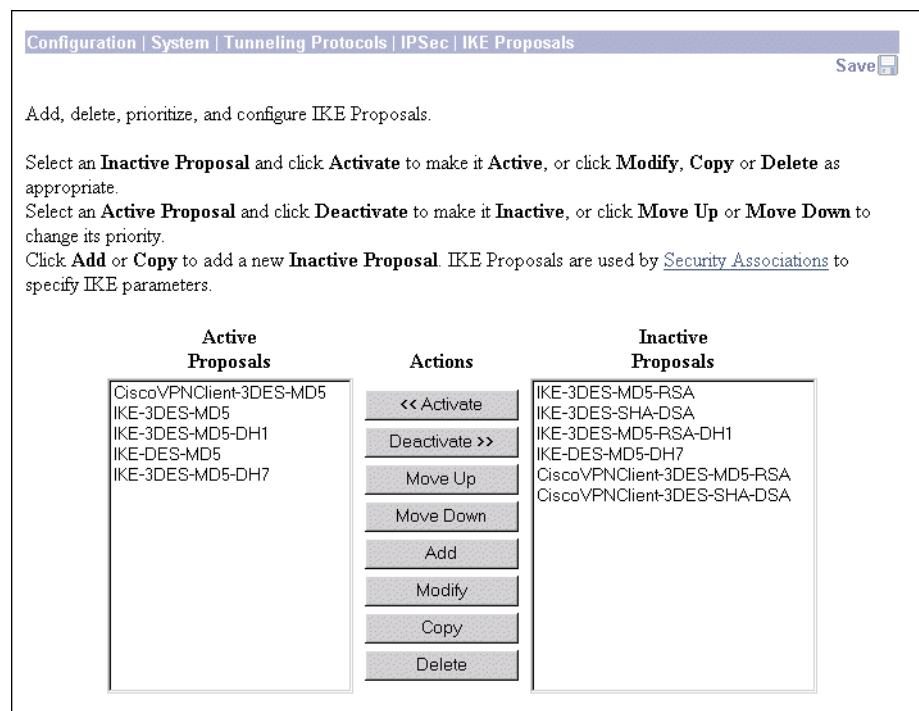 Configuration | System | Tunneling Protocols | IPSec | IKE Proposals
Save
Add, delete, prioritize, and configure IKE Proposals.
Select an Inactive Proposal and click Activate to make it Active, or click Modify, Copy or Delete as
appropriate.
Select an Active Proposal and click Deactivate to make it Inactive, or click Move Up or Move Down to
change its priority.
Click Add or Copy to add a new Inactive Proposal. IKE Proposals are used by Security Associations to
specify IKE parameters.
Active
Proposals
CiscoVPNClient-3DES-MD5
IKE-3DES-MD5
IKE-3DES-MD5-DH1
IKE-DES-MD5
IKE-3DES-MD5-DH7
Actions
<< Activate
Deactivate >>
Move Up
Move Down
Add
Modify
Copy
Delete
Inactive
Proposals
IKE-3DES-MD5-RSA
IKE-3DES-SHA-DSA
IKE-3DES-MD5-RSA-DH1
IKE-DES-MD5-DH7
CiscoVPNClient-3DES-MD5-RSA
CiscoVPNClient-3DES-SHA-DSA